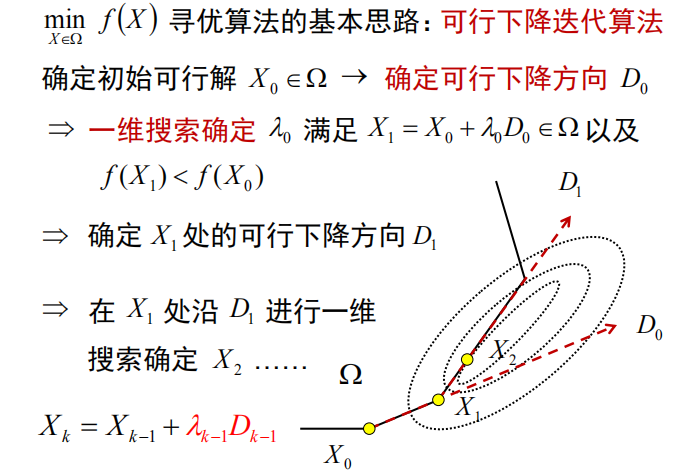 min f(X) 寻优算法的基本思路：可行下降迭代算法
X∈Ω
确定初始可行解 X₀∈Ω → 确定可行下降方向 D₀
⇒ 一维搜索确定 λ₀ 满足 X₁ = X₀ + λ₀D₀ ∈ Ω 以及
f(X₁) < f(X₀)
⇒ 确定 X₁ 处的可行下降方向 D₁
⇒ 在 X₁ 处沿 D₁ 进行一维
搜索确定 X₂ ……
Xₖ = Xₖ₋₁ + λₖ₋₁Dₖ₋₁
D₁
D₀
X₂
Ω
X₁
X₀